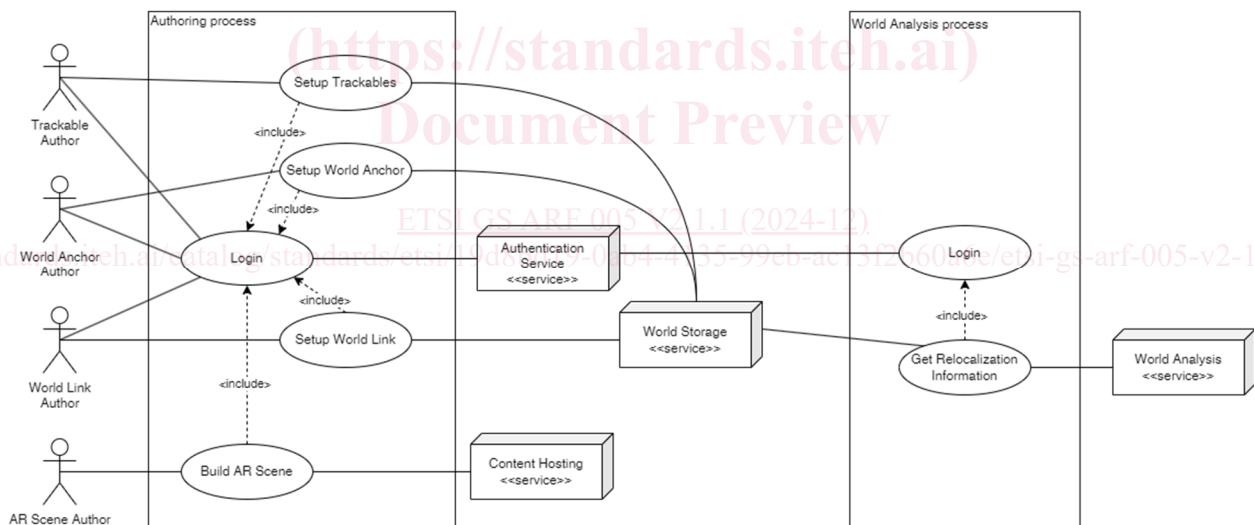 Authoring process
World Analysis process
(https://standards.iteh.ai)
Document Preview
Setup Trackables
Trackable
Author
<include>
Setup World Anchor
<include>
ETSI GS ARF 005 V2.1.1 (2024-12)
World Anchor
Author
Login
Authentication
Service
<<service>>
Login
<include>
Setup World Link
World Storage
<<service>>
<include>
Get Relocalization
Information
World Analysis
<<service>>
World Link
Author
<include>
Build AR Scene
Content Hosting
<<service>>
AR Scene Author